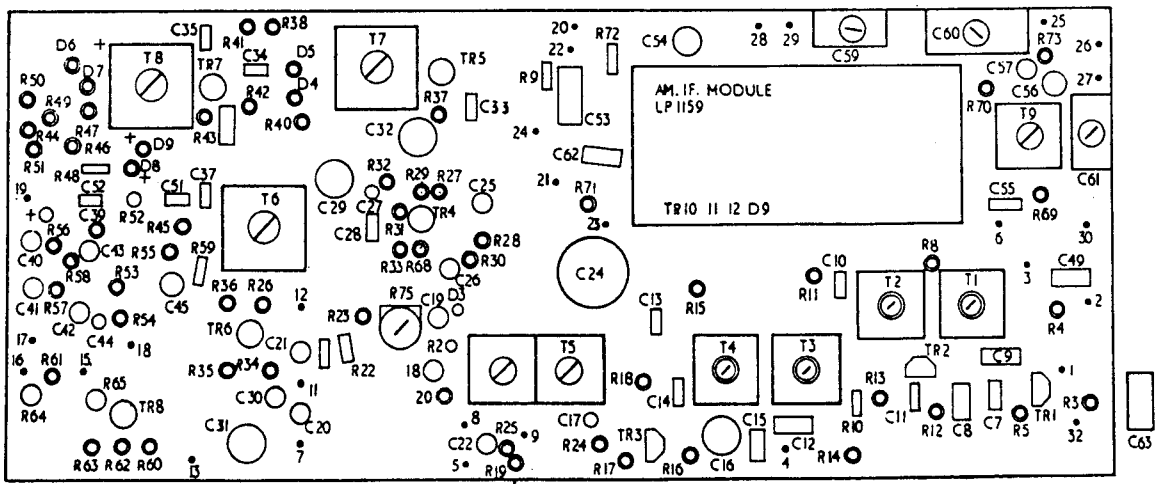 C35 R41 R38 20 28 29 25
D6 + T8 TR7 C34 D5 T7 TR5 22 R72 C54 C59 C60 R73 26
R50 D7 R42 D4 R9 AM. I.F. MODULE C57 27
R49 R37 C33 C53 LP 1159 R70 C56
R44 R47 R43 R40 C32 24 T9
R51 R46 + D9
R48 D8 + C37 R32 R29 R27 C62 C61
19 C52 C51 T6 C29 C27 C25 21 R71 C55 R69
+ C39 R52 R45 R31 TR4 23 TR10 11 12 D9
R56 C43 R55 R59 C28 R28 6 30
C40 R58 R53 R33 R68 R30 C24 R8 3 C49
C41 R57 C45 R36 R26 12 C26 R15 R11 C10 T2 T1 2
C42 C44 R54 R23 R75 C19 D3 C13 R4
17 18 TR6 C21 R2 T5 T4 T3 TR2 C9
16 R61 15 R35 R34 11 R22 18 R18 R13 1
R64 R65 TR8 C30 C20 20 8 C17 C14 C15 C12 R10 C11 R12 C8 C7 R5 TR1 R3
C31 C22 R25 9 R24 TR3 C16 4 R14 32 C63
R63 R62 R60 13 7 5 R19 R17 R16